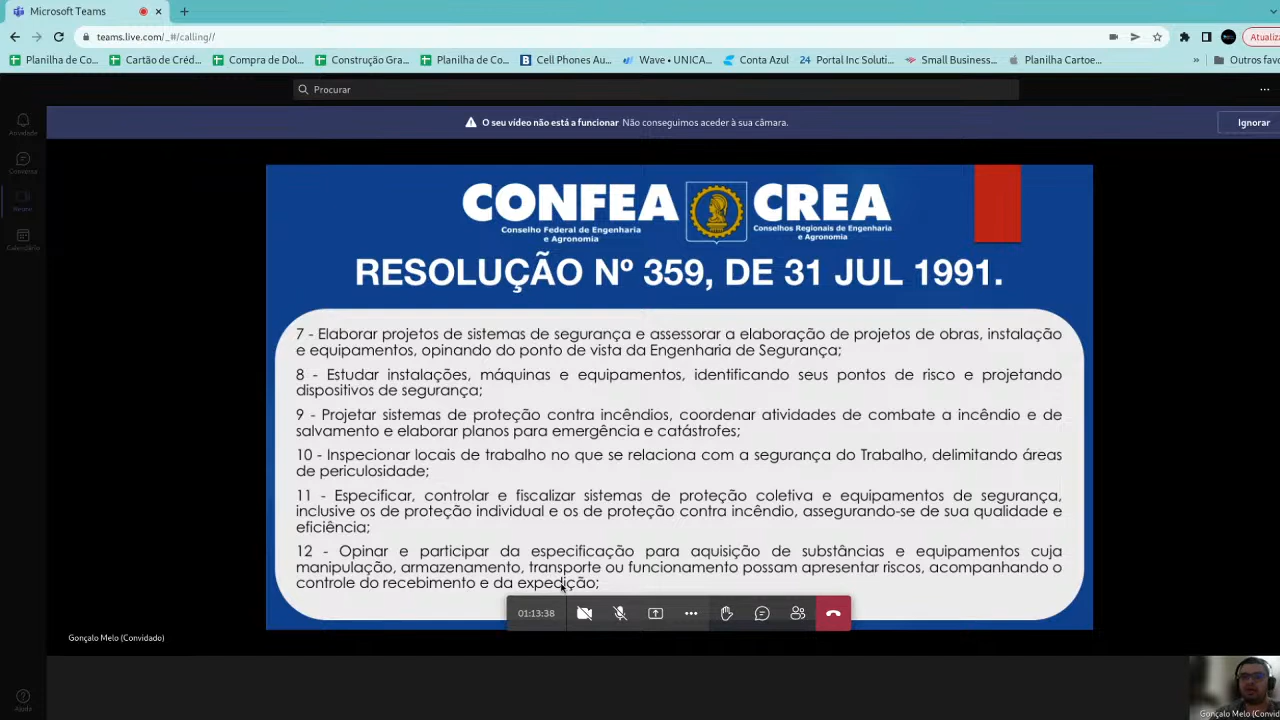 Microsoft Teams
teams.live.com/_#/calling//
Atualiza
Planilha de Co...
Cartão de Créd...
Compra de Dol...
Construção Gra...
Planilha de Co...
Cell Phones Au...
Wave • UNICA...
Conta Azul
24 Portal Inc Soluti...
Small Business...
Planilha Cartoe...
»
Outros favo
Procurar
Atividade
O seu vídeo não está a funcionar Não conseguimos aceder à sua câmara.
Ignorar
Conversa
Calendário
CONFEA CREA
Conselho Federal de Engenharia e Agronomia
Conselhos Regionais de Engenharia e Agronomia
RESOLUÇÃO Nº 359, DE 31 JUL 1991.
7 - Elaborar projetos de sistemas de segurança e assessorar a elaboração de projetos de obras, instalação
e equipamentos, opinando do ponto de vista da Engenharia de Segurança;
8 - Estudar instalações, máquinas e equipamentos, identificando seus pontos de risco e projetando
dispositivos de segurança;
9 - Projetar sistemas de proteção contra incêndios, coordenar atividades de combate a incêndio e de
salvamento e elaborar planos para emergência e catástrofes;
10 - Inspecionar locais de trabalho no que se relaciona com a segurança do Trabalho, delimitando áreas
de periculosidade;
11 - Especificar, controlar e fiscalizar sistemas de proteção coletiva e equipamentos de segurança,
inclusive os de proteção individual e os de proteção contra incêndio, assegurando-se de sua qualidade e
eficiência;
12 - Opinar e participar da especificação para aquisição de substâncias e equipamentos cuja
manipulação, armazenamento, transporte ou funcionamento possam apresentar riscos, acompanhando o
controle do recebimento e da expedição;
01:13:38
Gonçalo Melo (Convidado)
Ajuda
Gonçalo Melo (Convid